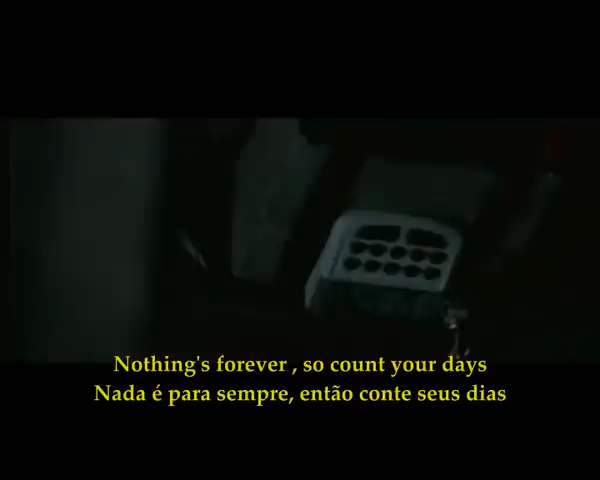 Nothing's forever , so count your days
Nada é para sempre, então conte seus dias